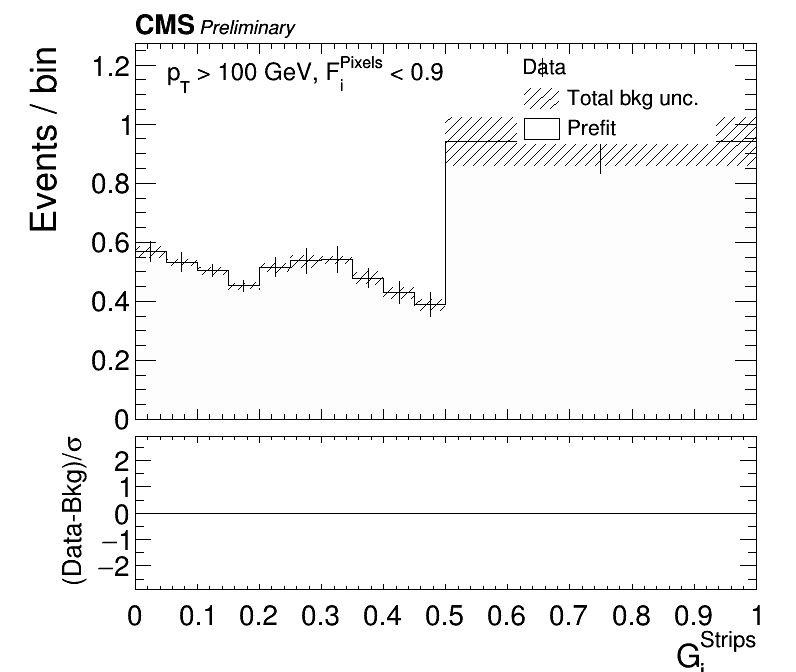 CMS Preliminary
p_T > 100 GeV, F_i^Pixels < 0.9
Data
Total bkg unc.
Prefit
Events / bin
1.2
1
0.8
0.6
0.4
0.2
0
(Data-Bkg)/σ
2
1
0
−1
−2
0 0.1 0.2 0.3 0.4 0.5 0.6 0.7 0.8 0.9 1
G_i^Strips